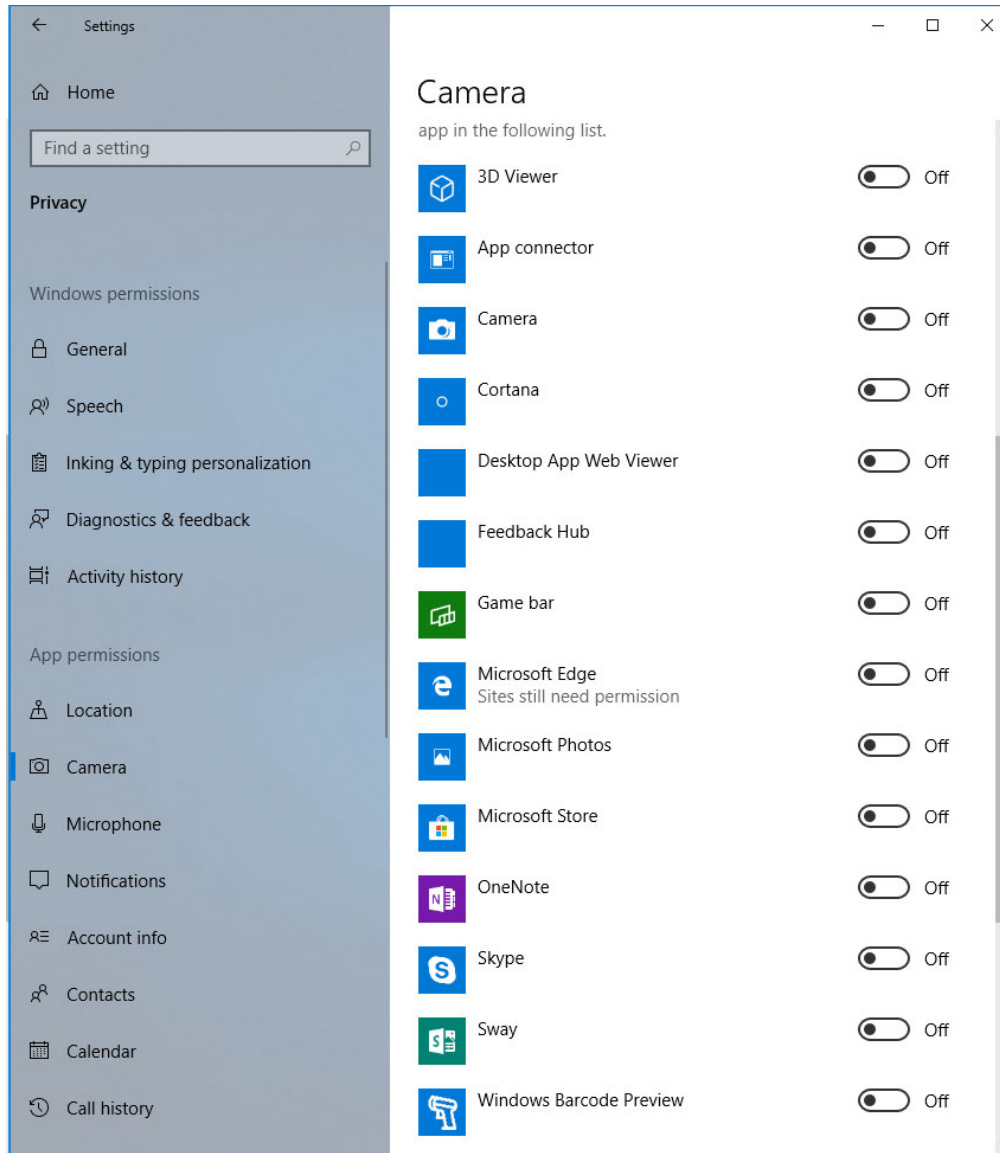 Settings
Home
Find a setting
Privacy
Windows permissions
General
Speech
Inking & typing personalization
Diagnostics & feedback
Activity history
App permissions
Location
Camera
Microphone
Notifications
Account info
Contacts
Calendar
Call history
Camera
app in the following list.
3D Viewer Off
App connector Off
Camera Off
Cortana Off
Desktop App Web Viewer Off
Feedback Hub Off
Game bar Off
Microsoft Edge Off
Sites still need permission
Microsoft Photos Off
Microsoft Store Off
OneNote Off
Skype Off
Sway Off
Windows Barcode Preview Off